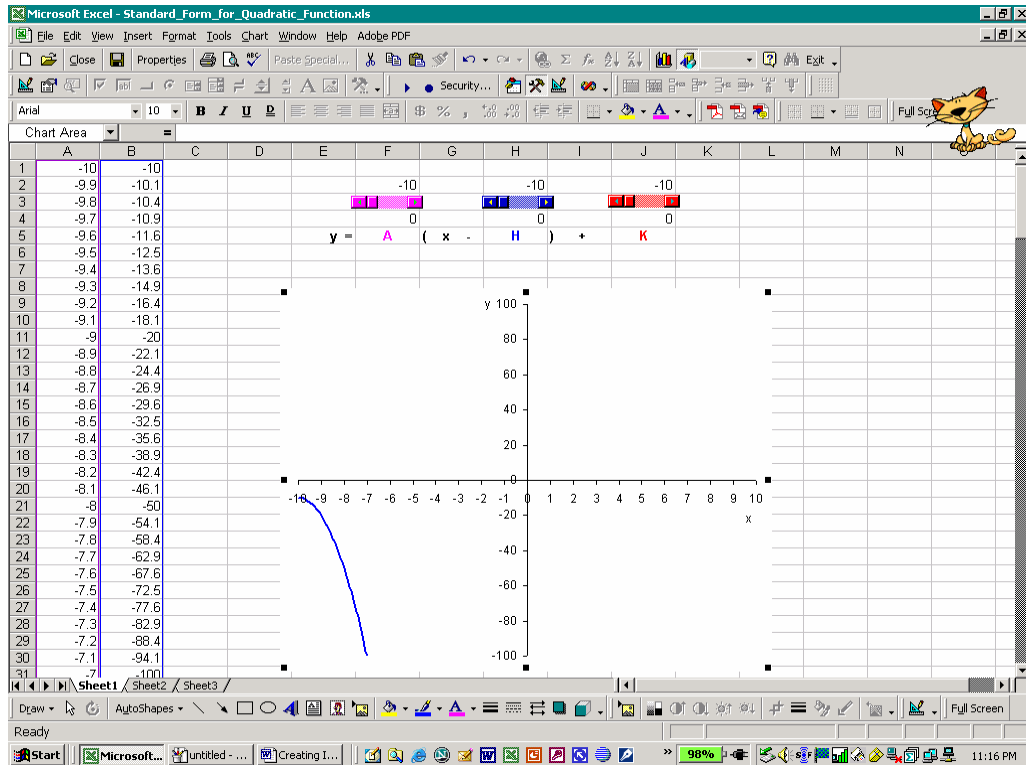 Microsoft Excel - Standard_Form_for_Quadratic_Function.xls
File Edit View Insert Format Tools Chart Window Help Adobe PDF
Close Properties Paste Special... Exit
Security...
Arial 10 B I U D $ % , Full Scr
Chart Area =
A B C D E F G H I J K L M N
1 -10 -10
2 -9.9 -10.1 -10 -10 -10
3 -9.8 -10.4
4 -9.7 -10.9 0 0 0
5 -9.6 -11.6 y = A ( x - H ) + K
6 -9.5 -12.5
7 -9.4 -13.6
8 -9.3 -14.9
9 -9.2 -16.4
10 -9.1 -18.1
11 -9 -20
12 -8.9 -22.1
13 -8.8 -24.4
14 -8.7 -26.9
15 -8.6 -29.6
16 -8.5 -32.5
17 -8.4 -35.6
18 -8.3 -38.9
19 -8.2 -42.4
20 -8.1 -46.1
21 -8 -50
22 -7.9 -54.1
23 -7.8 -58.4
24 -7.7 -62.9
25 -7.6 -67.6
26 -7.5 -72.5
27 -7.4 -77.6
28 -7.3 -82.9
29 -7.2 -88.4
30 -7.1 -94.1
31 -7 -100
y 100
80
60
40
20
0
-10 -9 -8 -7 -6 -5 -4 -3 -2 -1 0 1 2 3 4 5 6 7 8 9 10
x
-20
-40
-60
-80
-100
Sheet1 Sheet2 Sheet3
Draw AutoShapes Full Screen
Ready
Start Microsoft... untitled - ... Creating I... 98% 11:16 PM